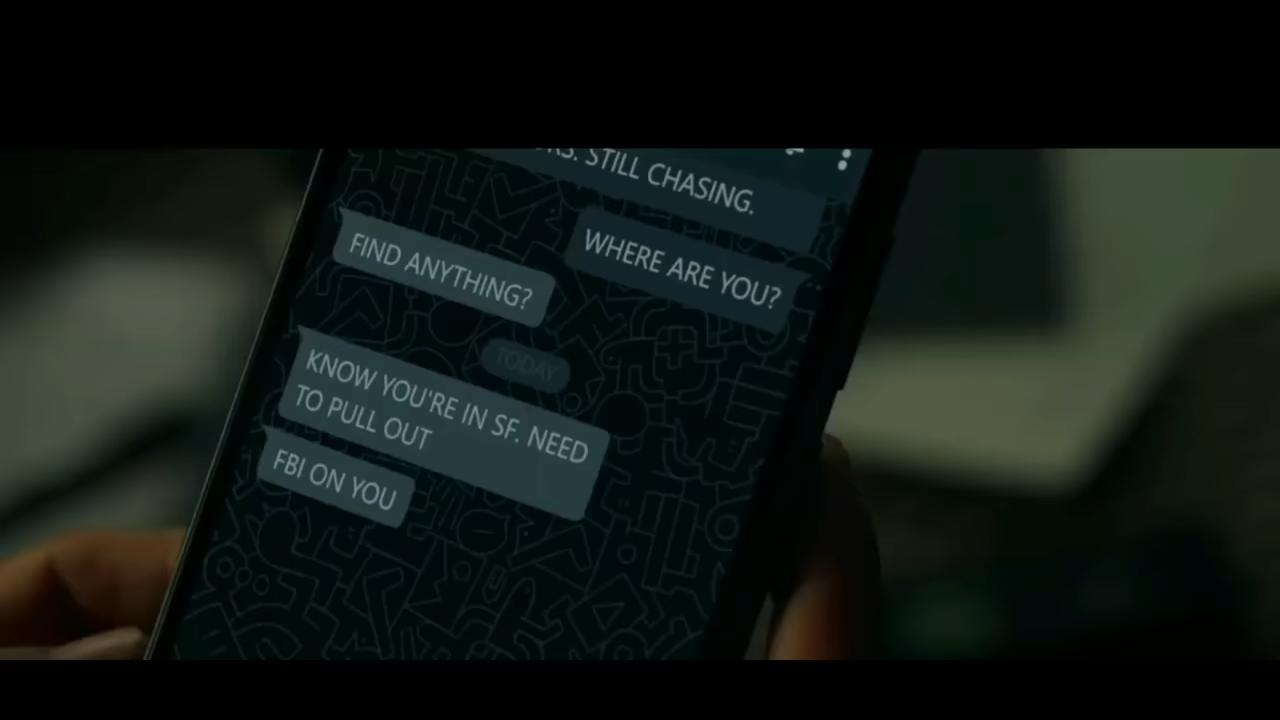 STILL CHASING.
WHERE ARE YOU?
FIND ANYTHING?
TODAY
KNOW YOU'RE IN SF. NEED
TO PULL OUT
FBI ON YOU